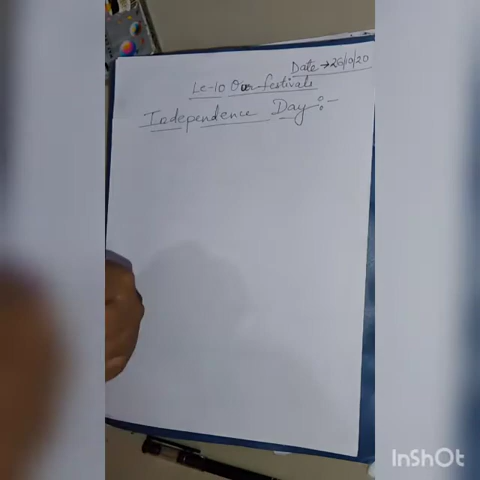 Date → 26/10/20
Le-10 Our festivals
Independence Day :-
InShOt